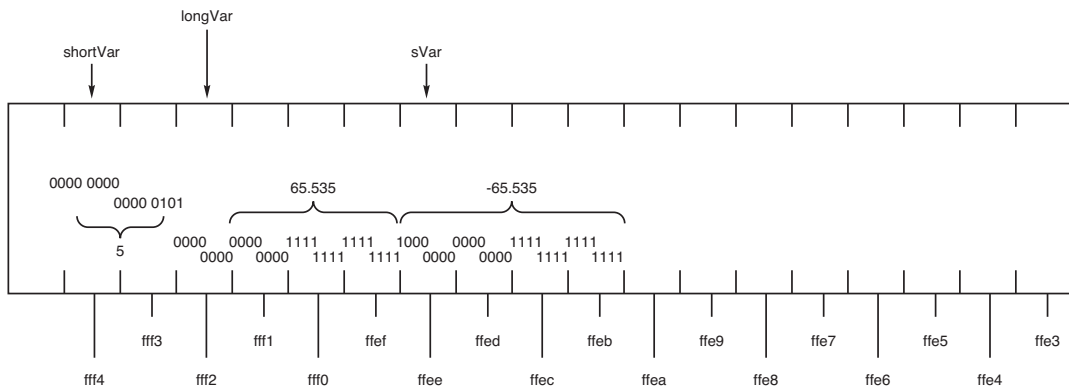 longVar
shortVar
sVar
0000 0000
65.535
-65.535
0000 0101
5
0000 0000 1111 1111 1000 0000 1111 1111
0000 0000 1111 1111 0000 0000 1111 1111
fff3 fff1 ffef ffed ffeb ffe9 ffe7 ffe5 ffe3
fff4 fff2 fff0 ffee ffec ffea ffe8 ffe6 ffe4